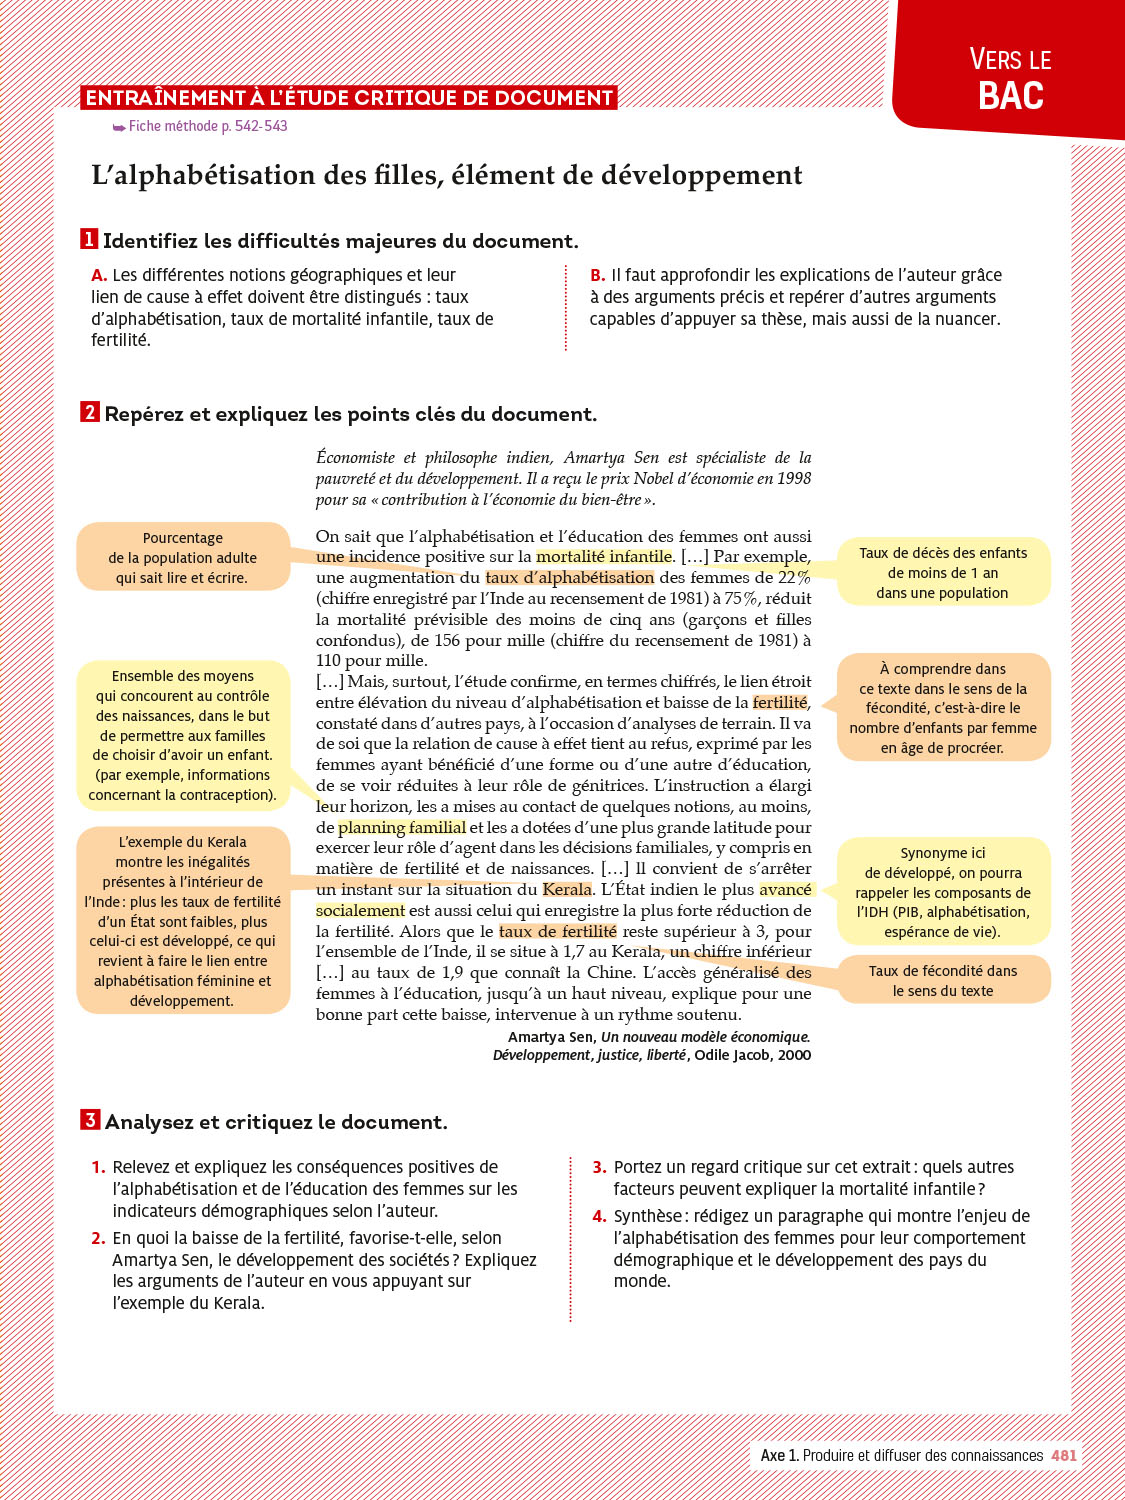 VERS LE
BAC
ENTRAÎNEMENT À L'ÉTUDE CRITIQUE DE DOCUMENT
➥ Fiche méthode p. 542-543
L'alphabétisation des filles, élément de développement
1 Identifiez les difficultés majeures du document.
A. Les différentes notions géographiques et leur
lien de cause à effet doivent être distingués : taux
d'alphabétisation, taux de mortalité infantile, taux de
fertilité.
B. Il faut approfondir les explications de l'auteur grâce
à des arguments précis et repérer d'autres arguments
capables d'appuyer sa thèse, mais aussi de la nuancer.
2 Repérez et expliquez les points clés du document.
Économiste et philosophe indien, Amartya Sen est spécialiste de la
pauvreté et du développement. Il a reçu le prix Nobel d'économie en 1998
pour sa « contribution à l'économie du bien-être ».
On sait que l'alphabétisation et l'éducation des femmes ont aussi
une incidence positive sur la mortalité infantile. […] Par exemple,
une augmentation du taux d'alphabétisation des femmes de 22 %
(chiffre enregistré par l'Inde au recensement de 1981) à 75 %, réduit
la mortalité prévisible des moins de cinq ans (garçons et filles
confondus), de 156 pour mille (chiffre du recensement de 1981) à
110 pour mille.
[…] Mais, surtout, l'étude confirme, en termes chiffrés, le lien étroit
entre élévation du niveau d'alphabétisation et baisse de la fertilité,
constaté dans d'autres pays, à l'occasion d'analyses de terrain. Il va
de soi que la relation de cause à effet tient au refus, exprimé par les
femmes ayant bénéficié d'une forme ou d'une autre d'éducation,
de se voir réduites à leur rôle de génitrices. L'instruction a élargi
leur horizon, les a mises au contact de quelques notions, au moins,
de planning familial et les a dotées d'une plus grande latitude pour
exercer leur rôle d'agent dans les décisions familiales, y compris en
matière de fertilité et de naissances. […] Il convient de s'arrêter
un instant sur la situation du Kerala. L'État indien le plus avancé
socialement est aussi celui qui enregistre la plus forte réduction de
la fertilité. Alors que le taux de fertilité reste supérieur à 3, pour
l'ensemble de l'Inde, il se situe à 1,7 au Kerala, un chiffre inférieur
[…] au taux de 1,9 que connaît la Chine. L'accès généralisé des
femmes à l'éducation, jusqu'à un haut niveau, explique pour une
bonne part cette baisse, intervenue à un rythme soutenu.
Amartya Sen, Un nouveau modèle économique.
Développement, justice, liberté, Odile Jacob, 2000
Pourcentage
de la population adulte
qui sait lire et écrire.
Ensemble des moyens
qui concourent au contrôle
des naissances, dans le but
de permettre aux familles
de choisir d'avoir un enfant.
(par exemple, informations
concernant la contraception).
L'exemple du Kerala
montre les inégalités
présentes à l'intérieur de
l'Inde : plus les taux de fertilité
d'un État sont faibles, plus
celui-ci est développé, ce qui
revient à faire le lien entre
alphabétisation féminine et
développement.
Taux de décès des enfants
de moins de 1 an
dans une population
À comprendre dans
ce texte dans le sens de la
fécondité, c'est-à-dire le
nombre d'enfants par femme
en âge de procréer.
Synonyme ici
de développé, on pourra
rappeler les composants de
l'IDH (PIB, alphabétisation,
espérance de vie).
Taux de fécondité dans
le sens du texte
3 Analysez et critiquez le document.
1. Relevez et expliquez les conséquences positives de
l'alphabétisation et de l'éducation des femmes sur les
indicateurs démographiques selon l'auteur.
2. En quoi la baisse de la fertilité, favorise-t-elle, selon
Amartya Sen, le développement des sociétés ? Expliquez
les arguments de l'auteur en vous appuyant sur
l'exemple du Kerala.
3. Portez un regard critique sur cet extrait : quels autres
facteurs peuvent expliquer la mortalité infantile ?
4. Synthèse : rédigez un paragraphe qui montre l'enjeu de
l'alphabétisation des femmes pour leur comportement
démographique et le développement des pays du
monde.
Axe 1. Produire et diffuser des connaissances 481